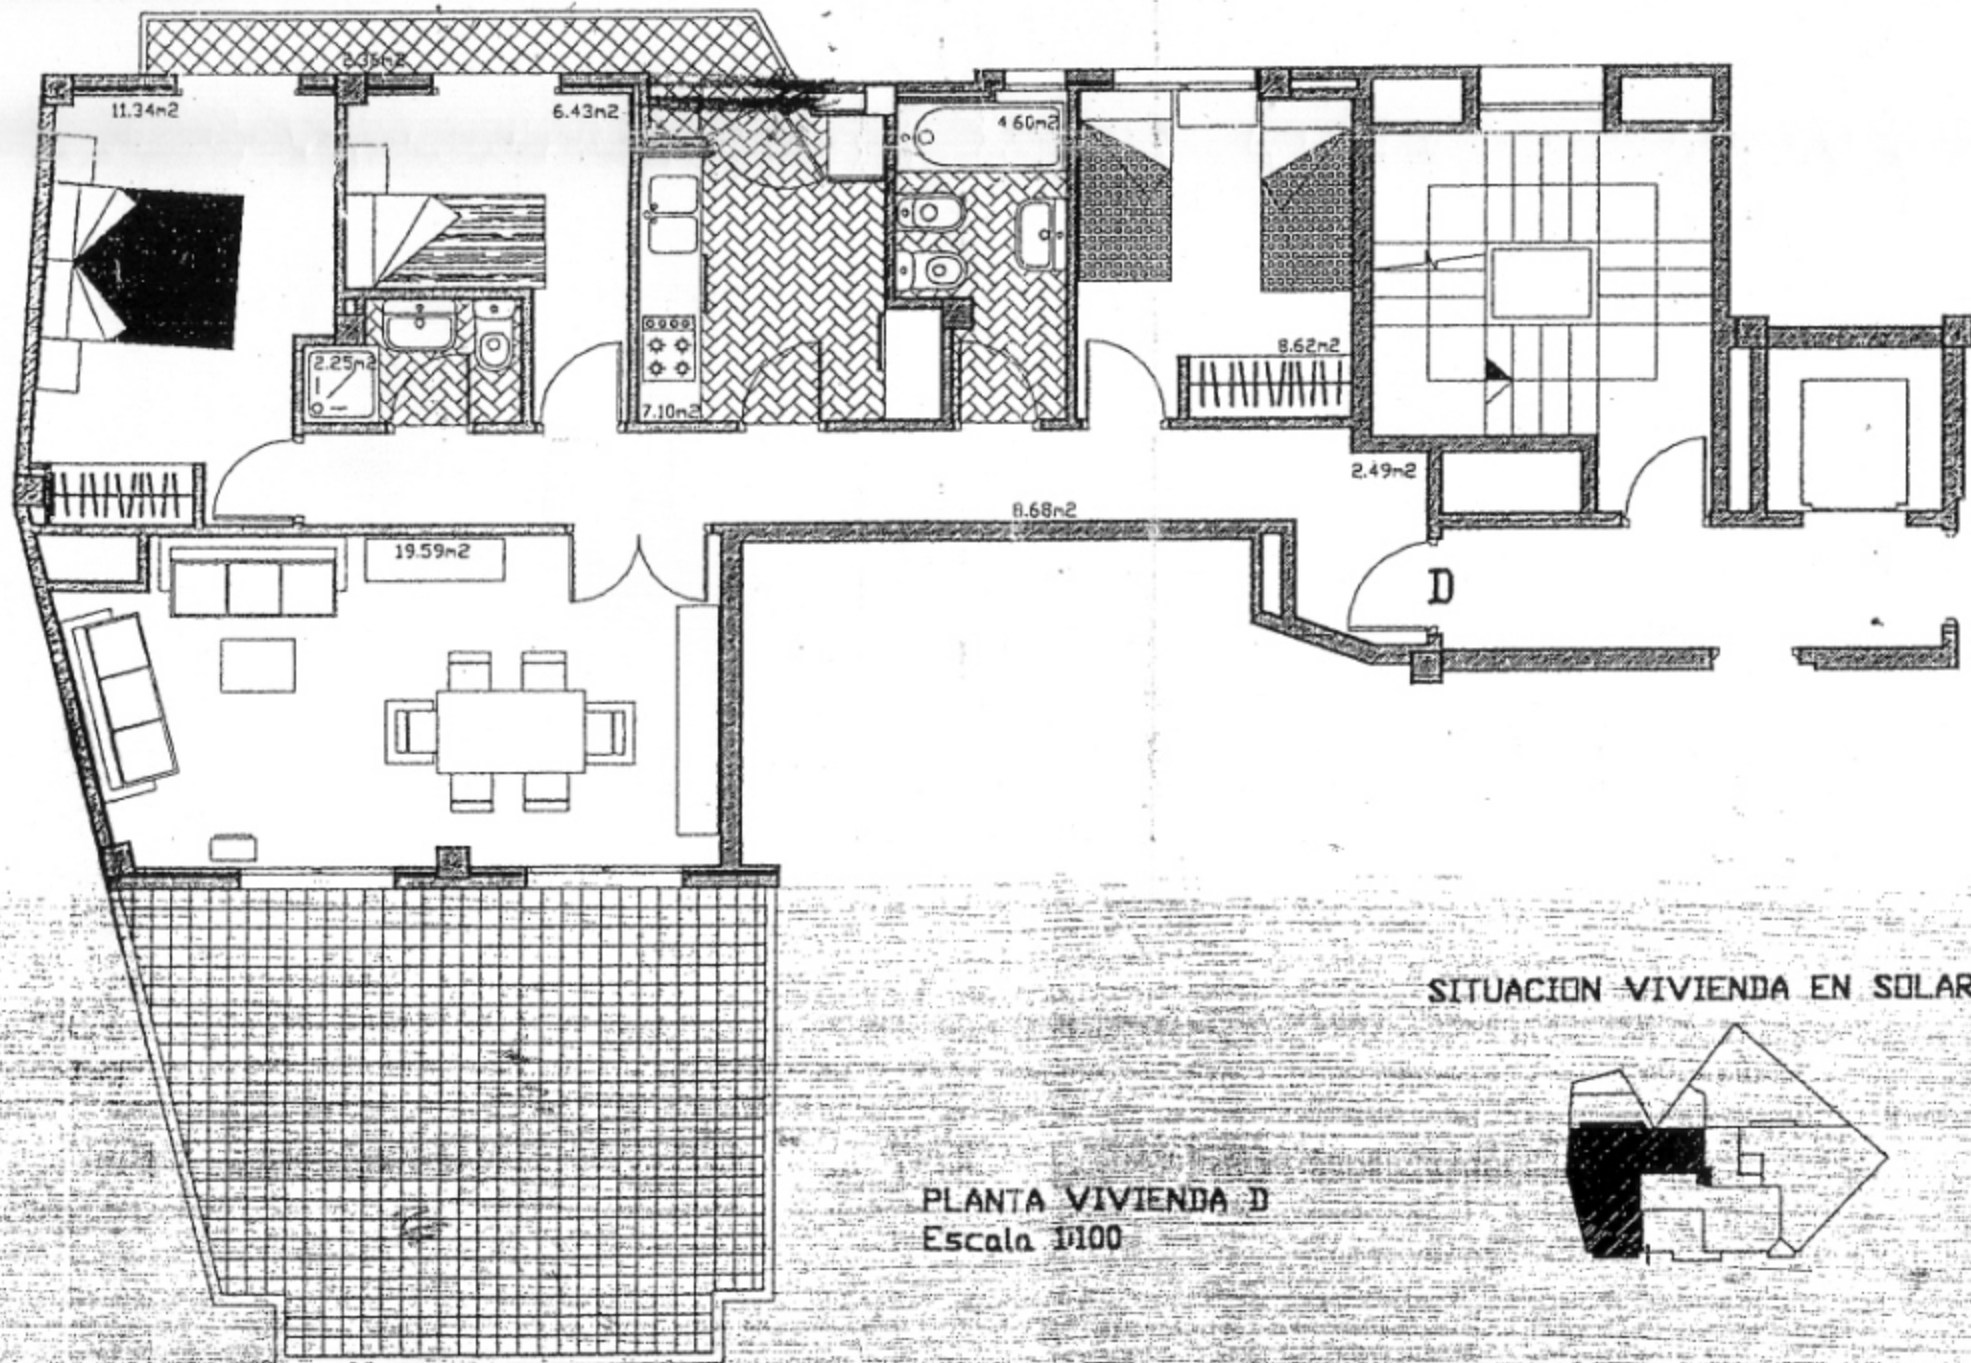 2.36m2
11.34m2
6.43m2
4.60m2
2.25m2
8.62m2
7.10m2
2.49m2
8.68m2
19.59m2
D
SITUACION VIVIENDA EN SOLAR
PLANTA VIVIENDA D
Escala 1:100